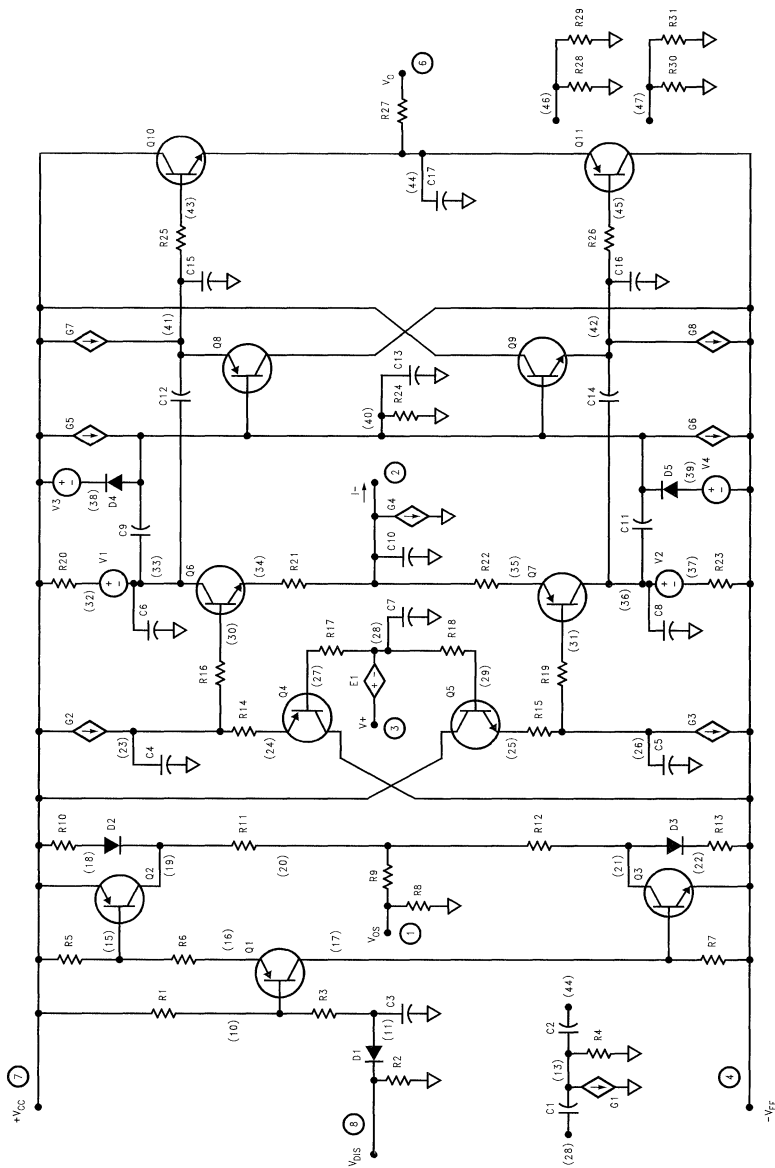 +VCC
7
R1
(10)
R3
(11)
C3
D1
R2
8
VDIS
R5
(15)
R6
(16)
Q1
(17)
R7
Q2
(18)
D2
R10
(19)
R11
(20)
R9
R8
VOS
1
R12
(21)
D3
(22)
R13
Q3
(28)
C1
(13)
C2
(44)
G1
R4
4
-VEE
G2
(23)
C4
R14
(24)
Q4
R16
(30)
(27)
R17
(28)
C7
E1
+ -
V+
3
R18
(29)
Q5
(25)
R15
R19
(31)
(26)
C5
G3
R20
(32)
V1
+
-
C6
(33)
Q6
(34)
R21
C10
G4
I-
2
R22
(35)
Q7
(36)
C8
V2
+
-
(37)
R23
V3
+
-
(38)
D4
C9
G5
C11
D5
(39)
V4
+
-
G6
G7
(41)
C12
Q8
(40)
R24
C13
Q9
(42)
C14
G8
C15
R25
(43)
Q10
(44)
C17
R27
VO
6
C16
R26
(45)
Q11
(46)
R28
R29
(47)
R30
R31